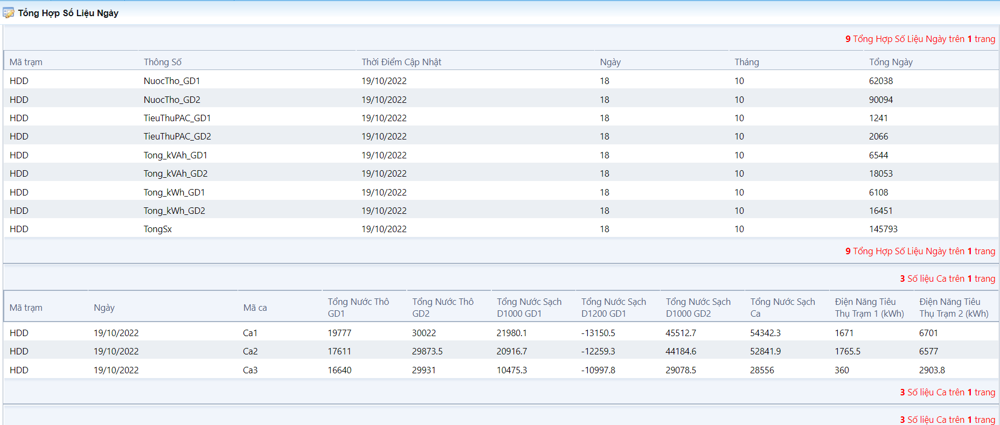 Tổng Hợp Số Liệu Ngày
9 Tổng Hợp Số Liệu Ngày trên 1 trang
Mã trạm Thông Số Thời Điểm Cập Nhật Ngày Tháng Tổng Ngày
HDD NuocTho_GD1 19/10/2022 18 10 62038
HDD NuocTho_GD2 19/10/2022 18 10 90094
HDD TieuThuPAC_GD1 19/10/2022 18 10 1241
HDD TieuThuPAC_GD2 19/10/2022 18 10 2066
HDD Tong_kVAh_GD1 19/10/2022 18 10 6544
HDD Tong_kVAh_GD2 19/10/2022 18 10 18053
HDD Tong_kWh_GD1 19/10/2022 18 10 6108
HDD Tong_kWh_GD2 19/10/2022 18 10 16451
HDD TongSx 19/10/2022 18 10 145793
9 Tổng Hợp Số Liệu Ngày trên 1 trang
3 Số liệu Ca trên 1 trang
Mã trạm Ngày Mã ca Tổng Nước Thô GD1 Tổng Nước Thô GD2 Tổng Nước Sạch D1000 GD1 Tổng Nước Sạch D1200 GD1 Tổng Nước Sạch D1000 GD2 Tổng Nước Sạch Ca Điện Năng Tiêu Thụ Trạm 1 (kWh) Điện Năng Tiêu Thụ Trạm 2 (kWh)
HDD 19/10/2022 Ca1 19777 30022 21980.1 -13150.5 45512.7 54342.3 1671 6701
HDD 19/10/2022 Ca2 17611 29873.5 20916.7 -12259.3 44184.6 52841.9 1765.5 6577
HDD 19/10/2022 Ca3 16640 29931 10475.3 -10997.8 29078.5 28556 360 2903.8
3 Số liệu Ca trên 1 trang
3 Số liệu Ca trên 1 trang